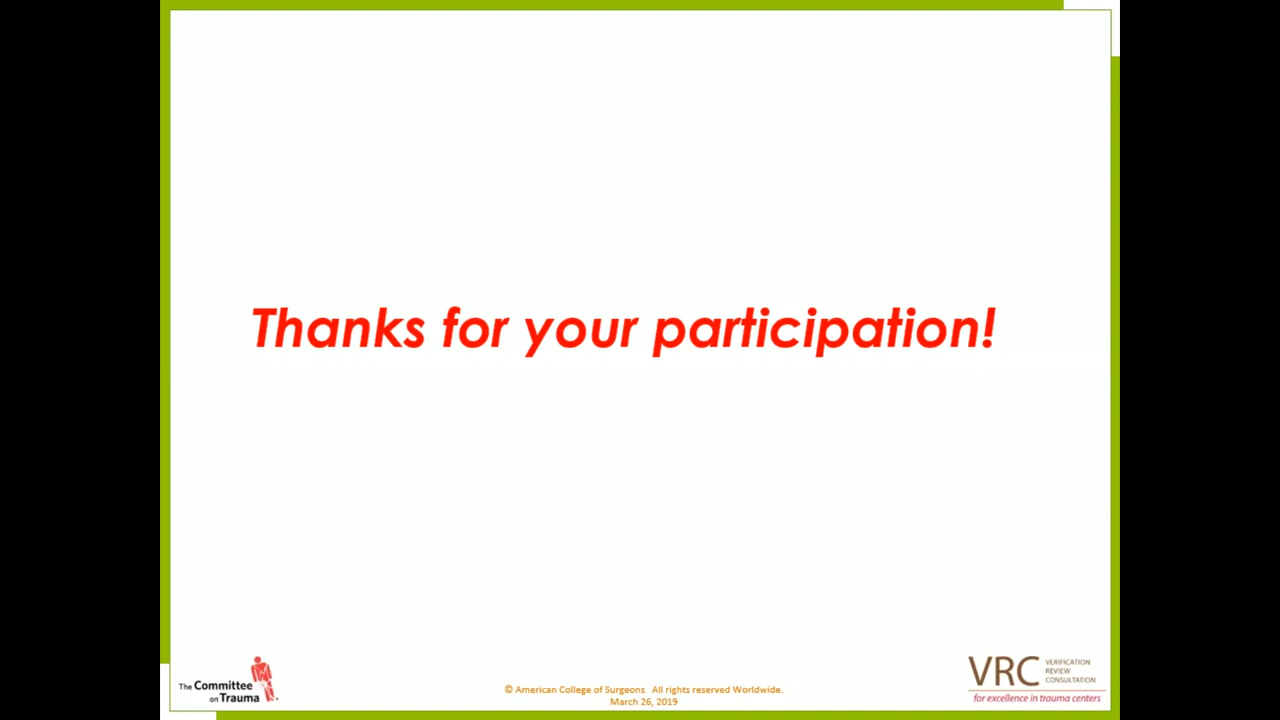 Thanks for your participation!
The Committee
on Trauma
© American College of Surgeons All rights reserved Worldwide.
March 26, 2019
VRC
VERIFICATION
REVIEW
CONSULTATION
for excellence in trauma centers